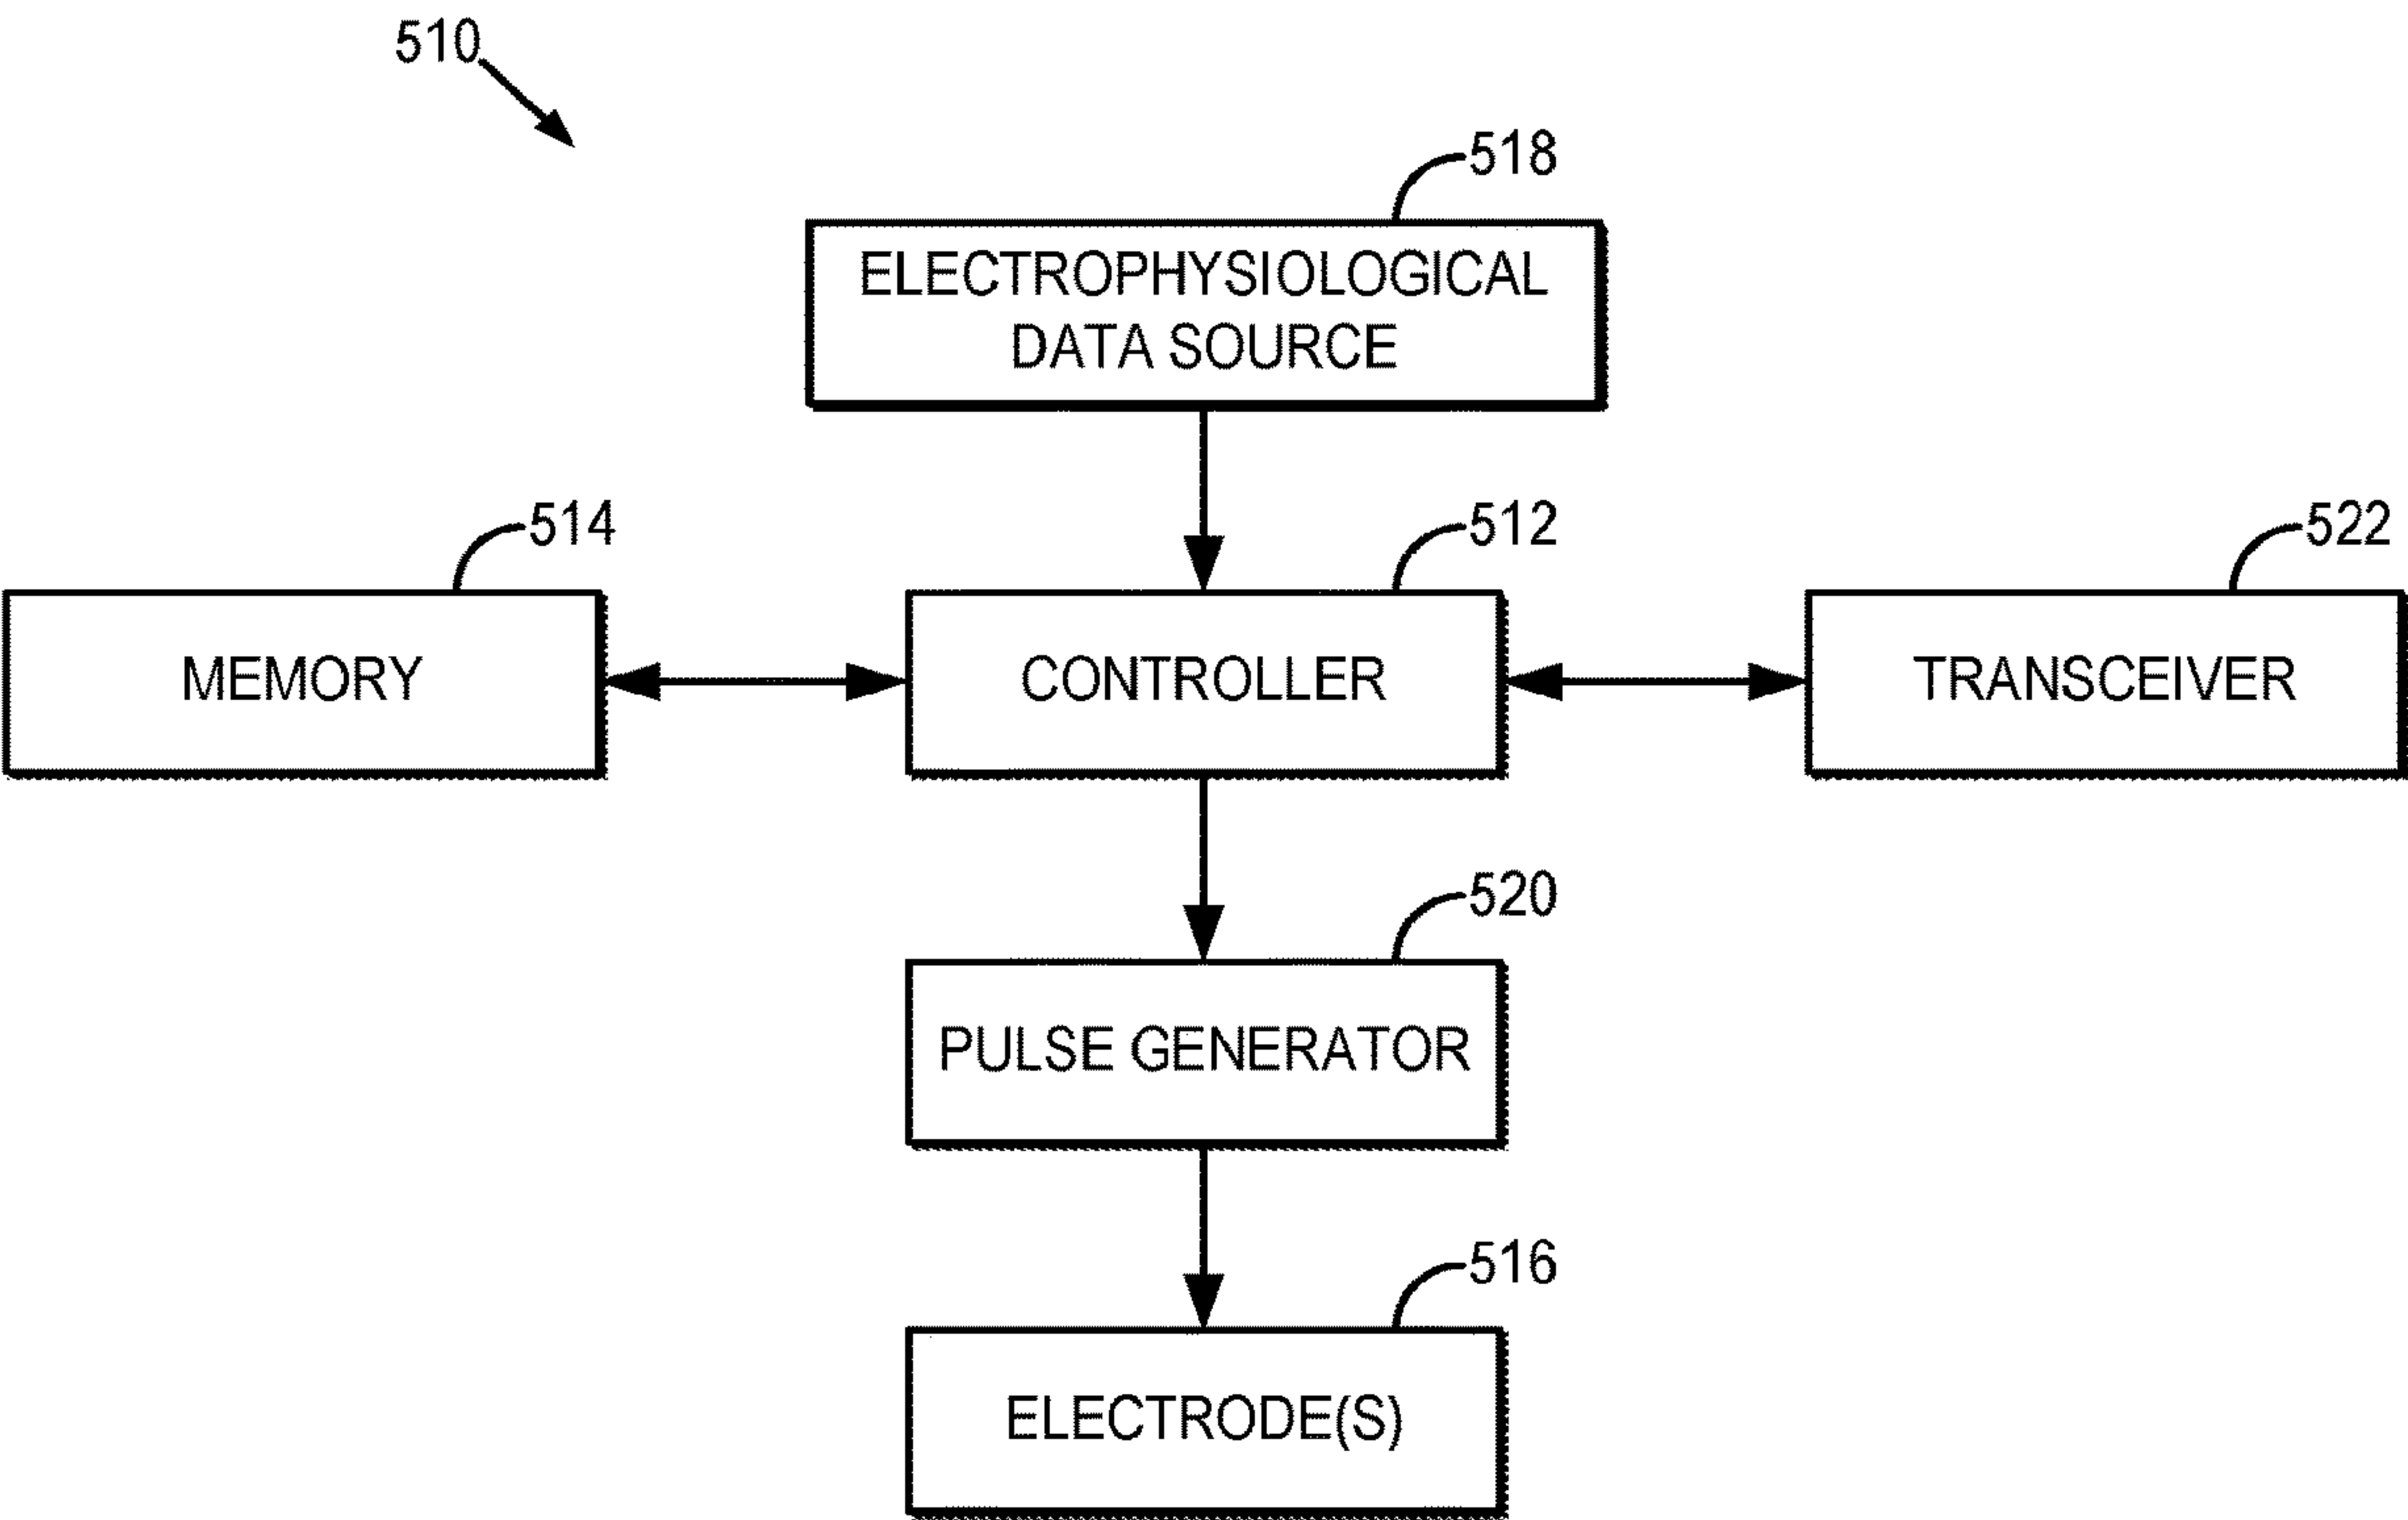 510
518
ELECTROPHYSIOLOGICAL
DATA SOURCE
514
512
522
MEMORY
CONTROLLER
TRANSCEIVER
520
PULSE GENERATOR
516
ELECTRODE(S)